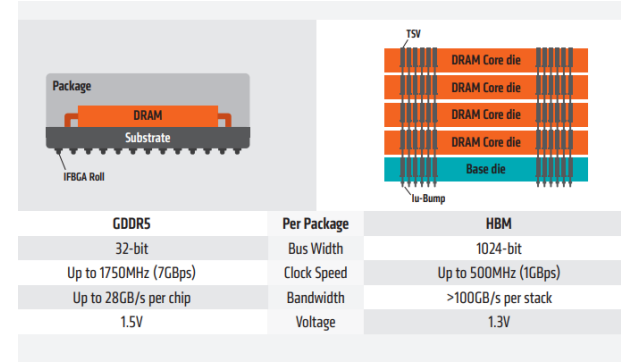 Package
DRAM
Substrate
IFBGA Roll
TSV
DRAM Core die
DRAM Core die
DRAM Core die
DRAM Core die
Base die
Iu-Bump
GDDR5 Per Package HBM
32-bit Bus Width 1024-bit
Up to 1750MHz (7GBps) Clock Speed Up to 500MHz (1GBps)
Up to 28GB/s per chip Bandwidth >100GB/s per stack
1.5V Voltage 1.3V